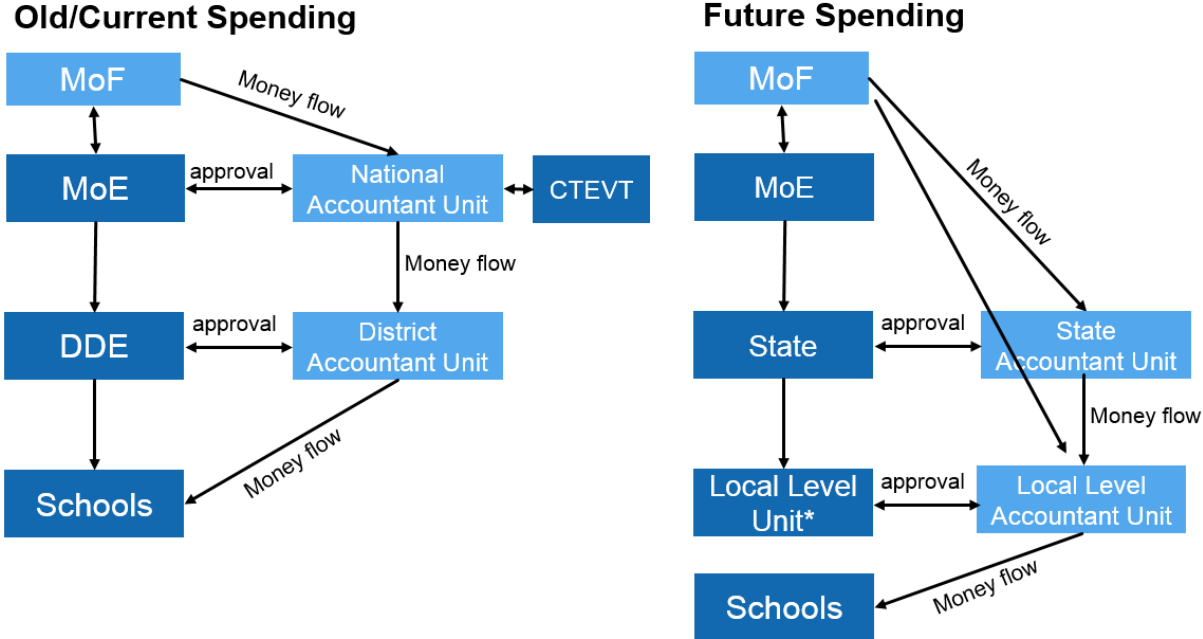 Old/Current Spending
MoF
Money flow
MoE
approval
National
Accountant Unit
CTEVT
Money flow
DDE
approval
District
Accountant Unit
Money flow
Schools
Future Spending
MoF
MoE
Money flow
State
approval
State
Accountant Unit
Money flow
Local Level
Unit*
approval
Local Level
Accountant Unit
Money flow
Schools